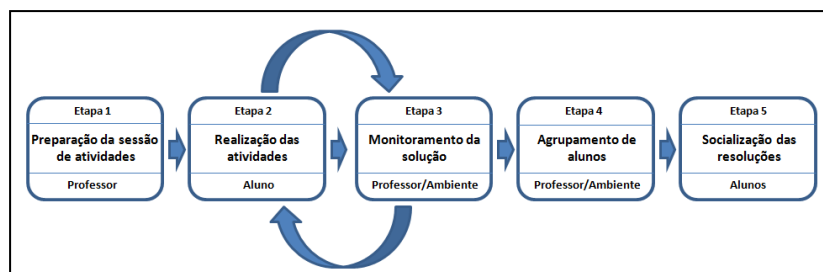 Etapa 1
Preparação da sessão
de atividades
Professor
Etapa 2
Realização das
atividades
Aluno
Etapa 3
Monitoramento da
solução
Professor/Ambiente
Etapa 4
Agrupamento de
alunos
Professor/Ambiente
Etapa 5
Socialização das
resoluções
Alunos